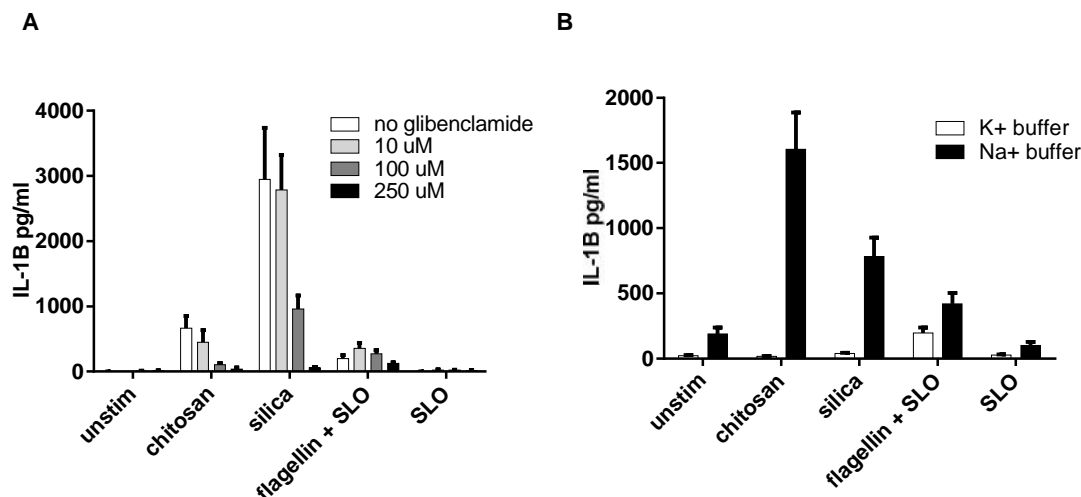 A
IL-1B pg/ml
4000
3000
2000
1000
0
no glibenclamide
10 uM
100 uM
250 uM
unstim
chitosan
silica
flagellin + SLO
SLO
B
IL-1B pg/ml
2000
1500
1000
500
0
K+ buffer
Na+ buffer
unstim
chitosan
silica
flagellin + SLO
SLO